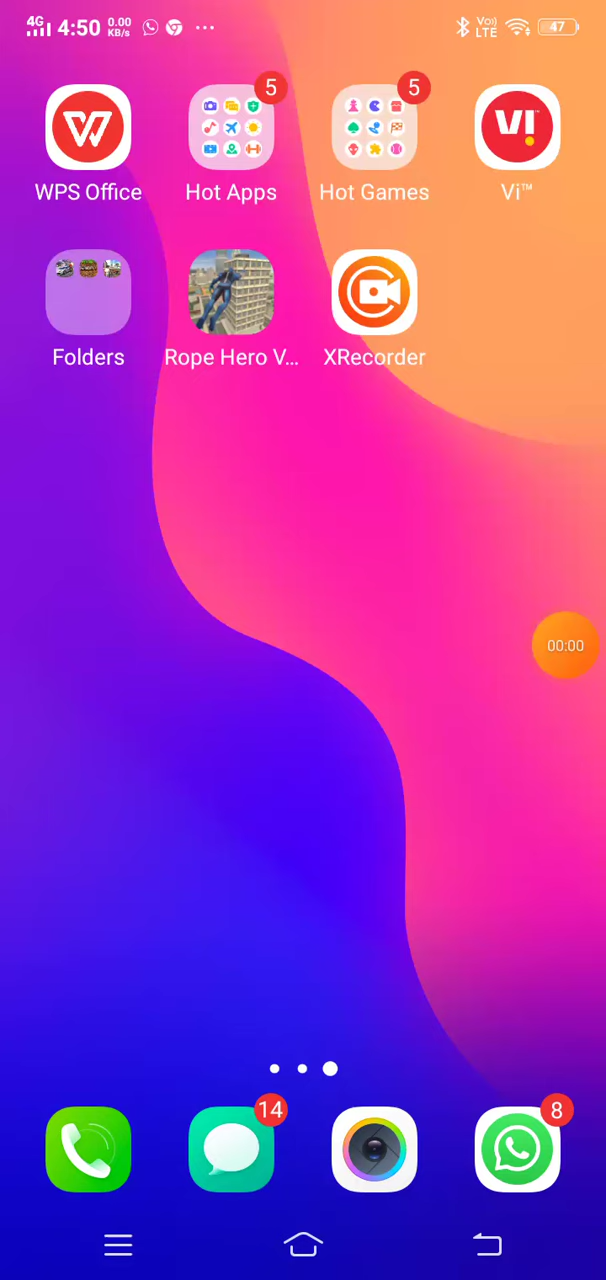 4G 4:50 0.00 KB/s Vo)) LTE 47
5 5
VI
WPS Office Hot Apps Hot Games Vi™
Folders Rope Hero V... XRecorder
00:00
14 8